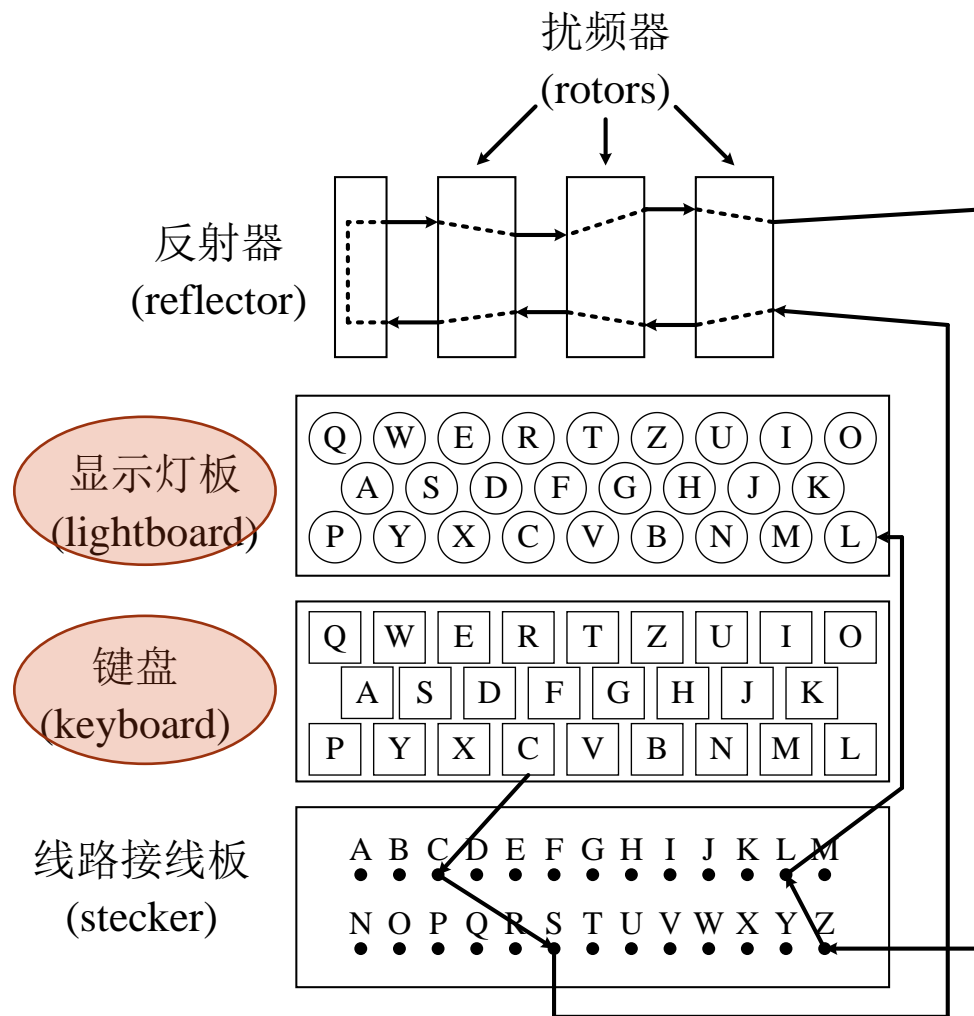 扰频器
(rotors)
反射器
(reflector)
显示灯板
(lightboard)
Q W E R T Z U I O
A S D F G H J K
P Y X C V B N M L
键盘
(keyboard)
Q W E R T Z U I O
A S D F G H J K
P Y X C V B N M L
线路接线板
(stecker)
A B C D E F G H I J K L M
N O P Q R S T U V W X Y Z